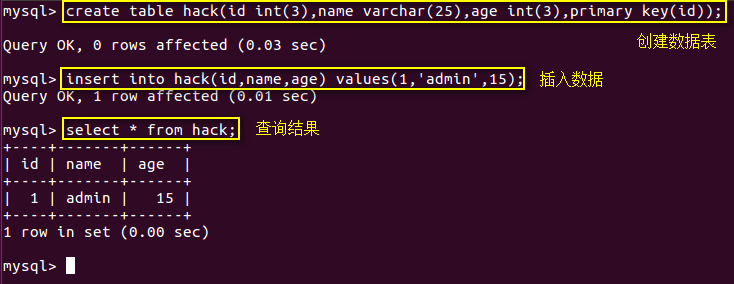 mysql> create table hack(id int(3),name varchar(25),age int(3),primary key(id));
Query OK, 0 rows affected (0.03 sec)
创建数据表
mysql> insert into hack(id,name,age) values(1,'admin',15); 插入数据
Query OK, 1 row affected (0.01 sec)
mysql> select * from hack; 查询结果
+----+-------+------+
| id | name  | age  |
+----+-------+------+
|  1 | admin |   15 |
+----+-------+------+
1 row in set (0.00 sec)
mysql>